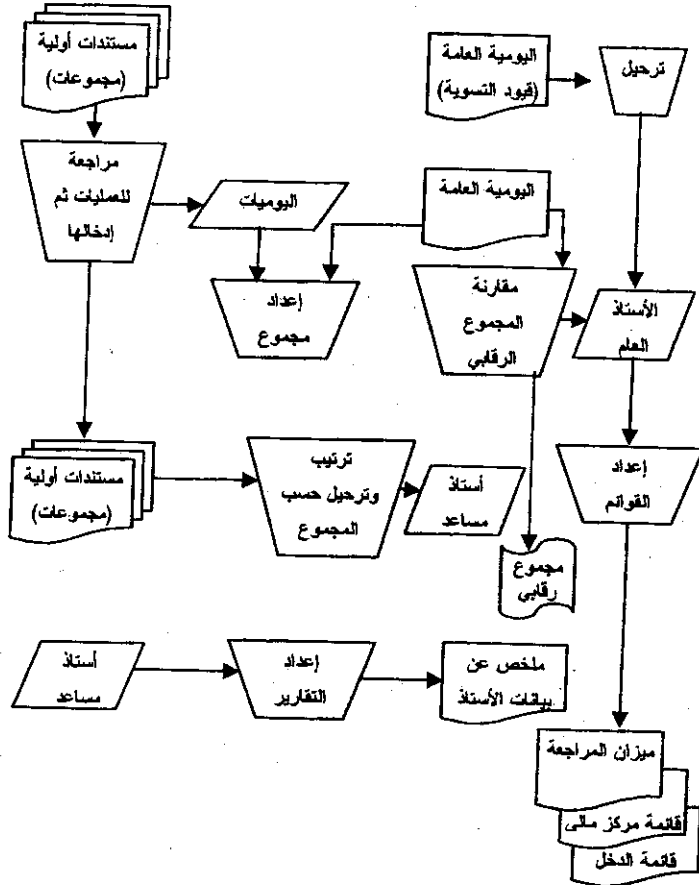 مستندات أولية
(مجموعات)
اليومية العامة
(قيود التسوية)
ترحيل
مراجعة
للعمليات ثم
إدخالها
اليوميات
اليومية العامة
إعداد
مجموع
مقارنة
المجموع
الرقابي
الأستاذ
العام
مستندات أولية
(مجموعات)
ترتيب
وترحيل حسب
المجموع
أستاذ
مساعد
إعداد
القوائم
مجموع
رقابي
أستاذ
مساعد
إعداد
التقارير
ملخص عن
بيانات الأستاذ
ميزان المراجعة
قائمة مركز مالى
قائمة الدخل